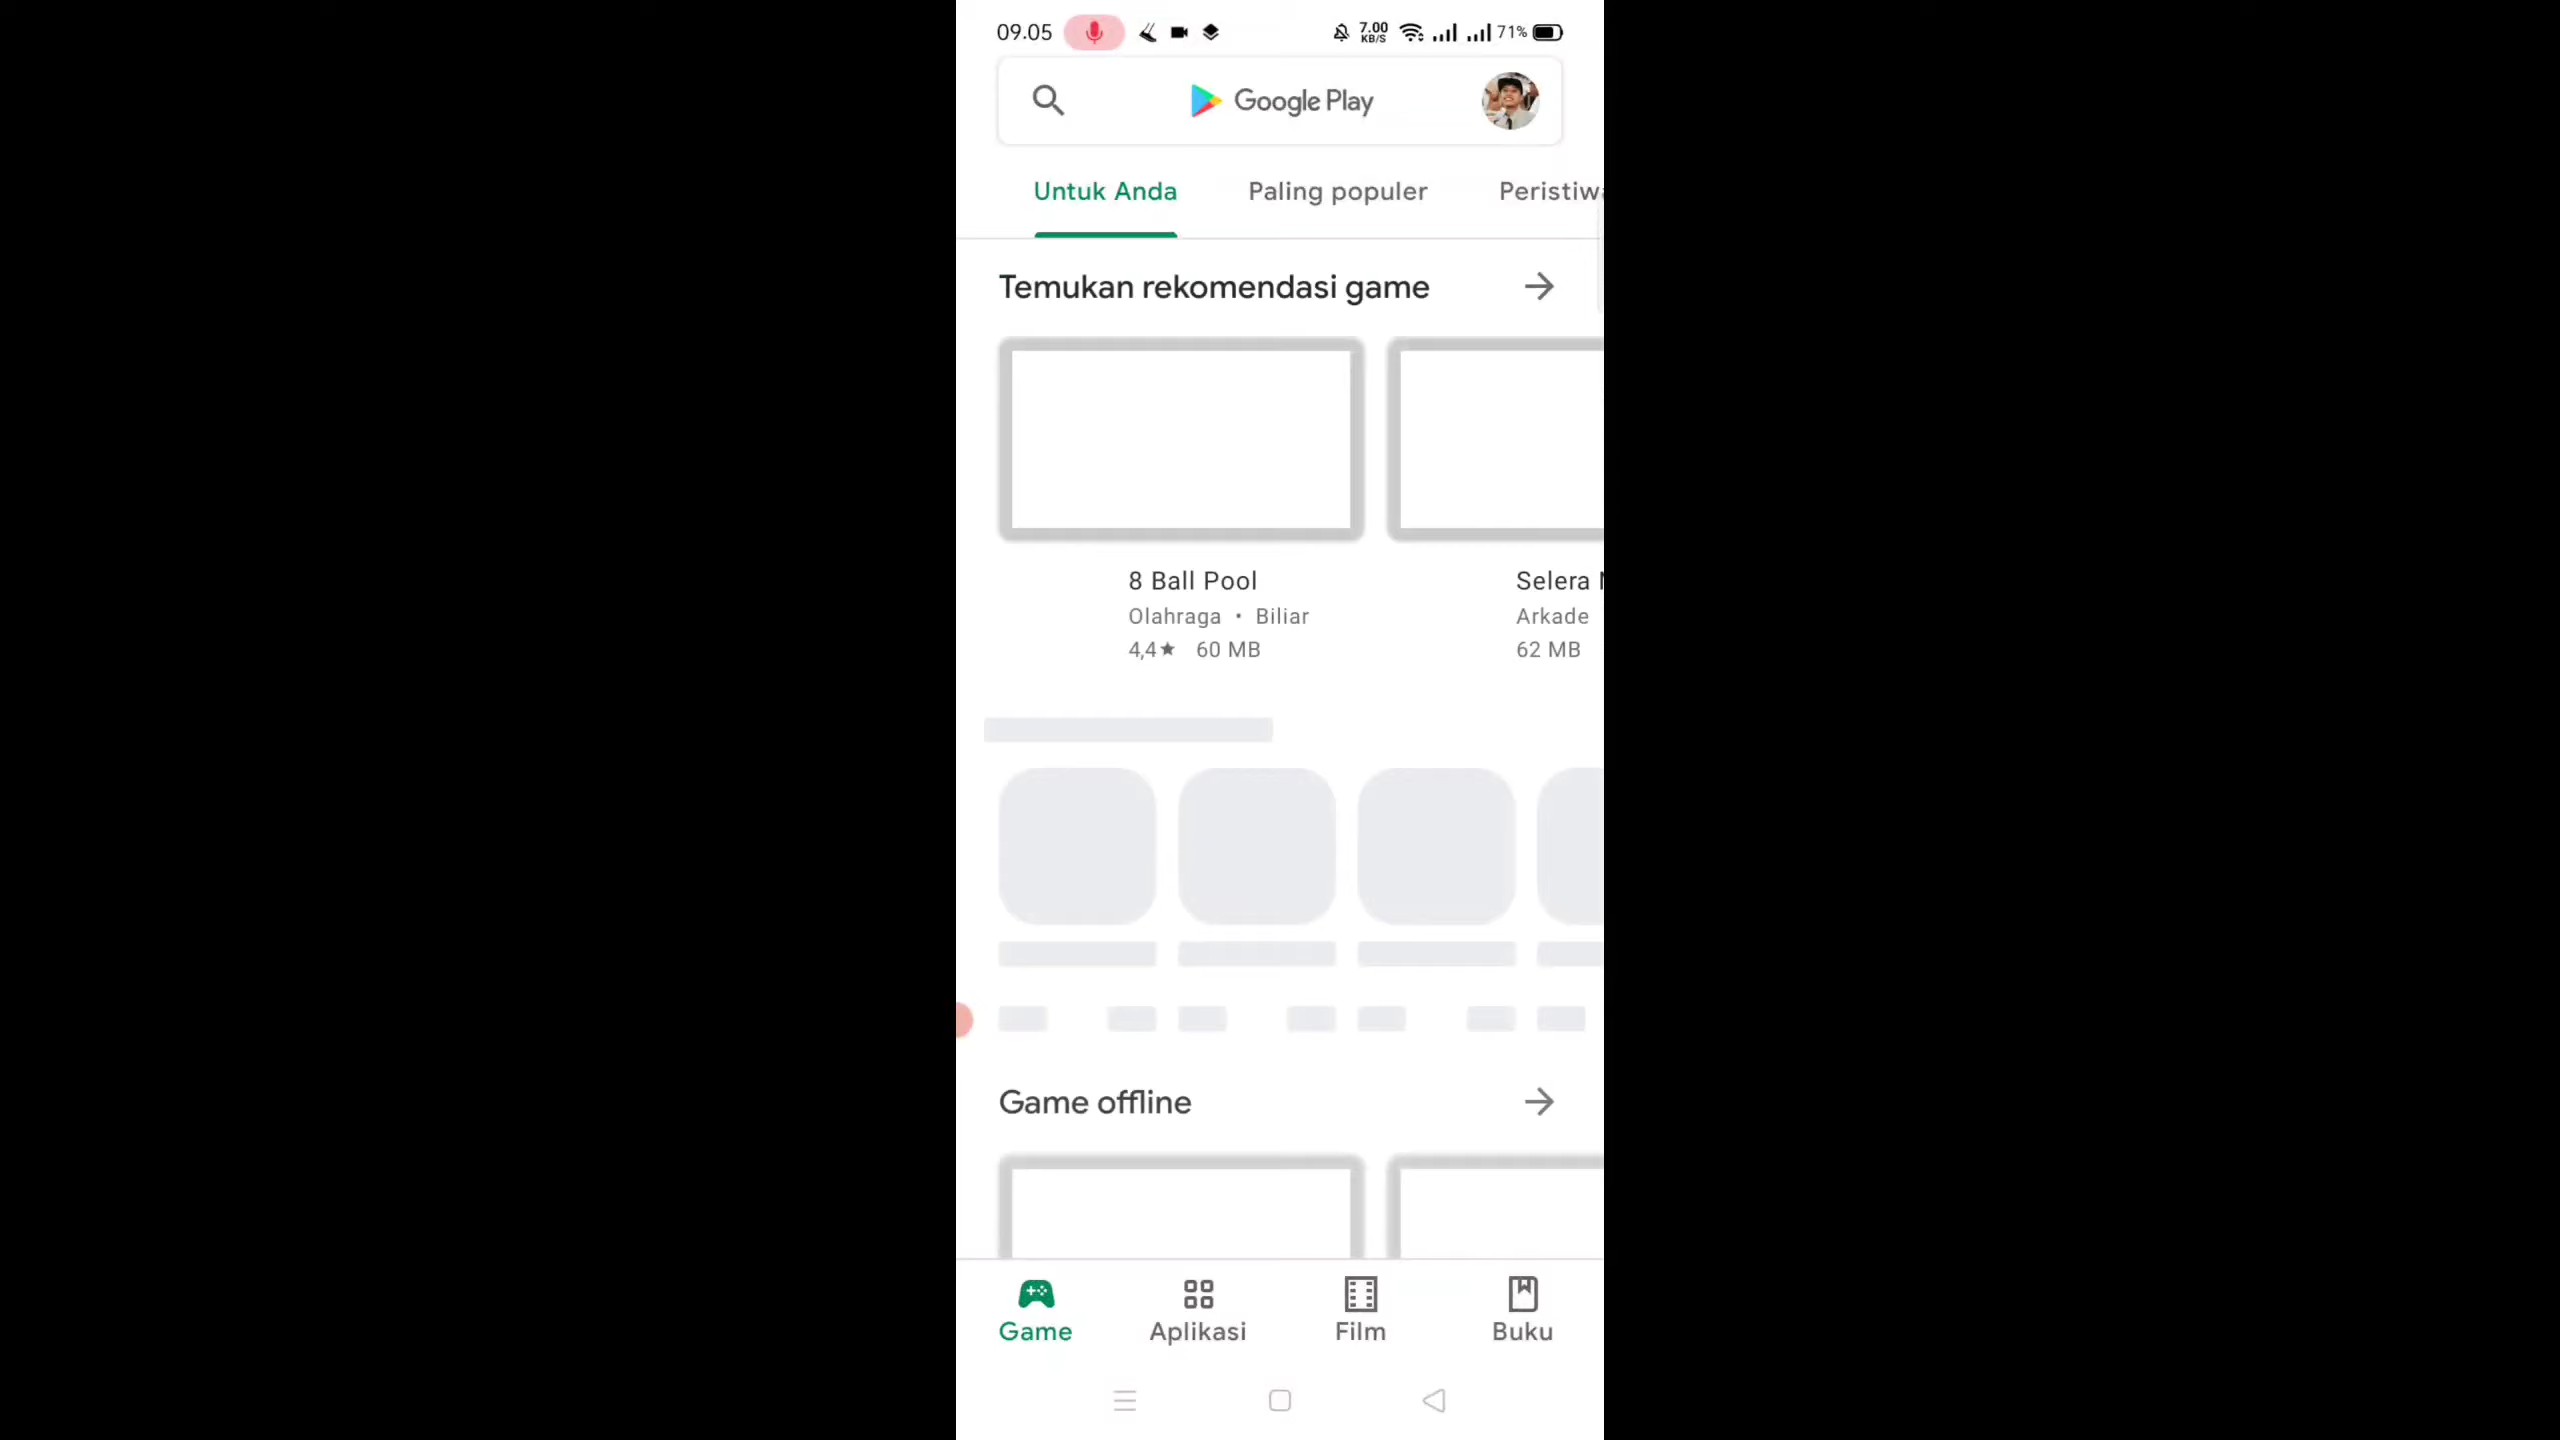 09.05 7.00 KB/S 71%
Google Play
Untuk Anda Paling populer Peristiw
Temukan rekomendasi game
8 Ball Pool Selera
Olahraga • Biliar Arkade
4,4★ 60 MB 62 MB
Game offline
Game Aplikasi Film Buku